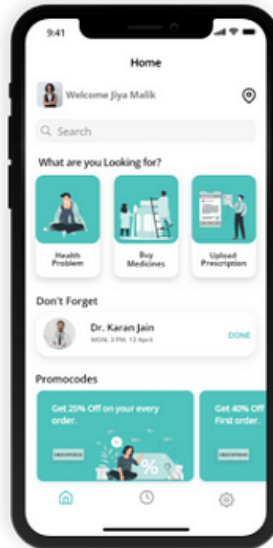 9:41
Home
Welcome Jiya Malik
Search
What are you Looking for?
Health
Problem
Buy
Medicines
Upload
Prescription
Don't Forget
Dr. Karan Jain
MON, 3 PM, 12 April
DONE
Promocodes
Get 25% Off on your every
order.
Get 40% Off
First order.
%